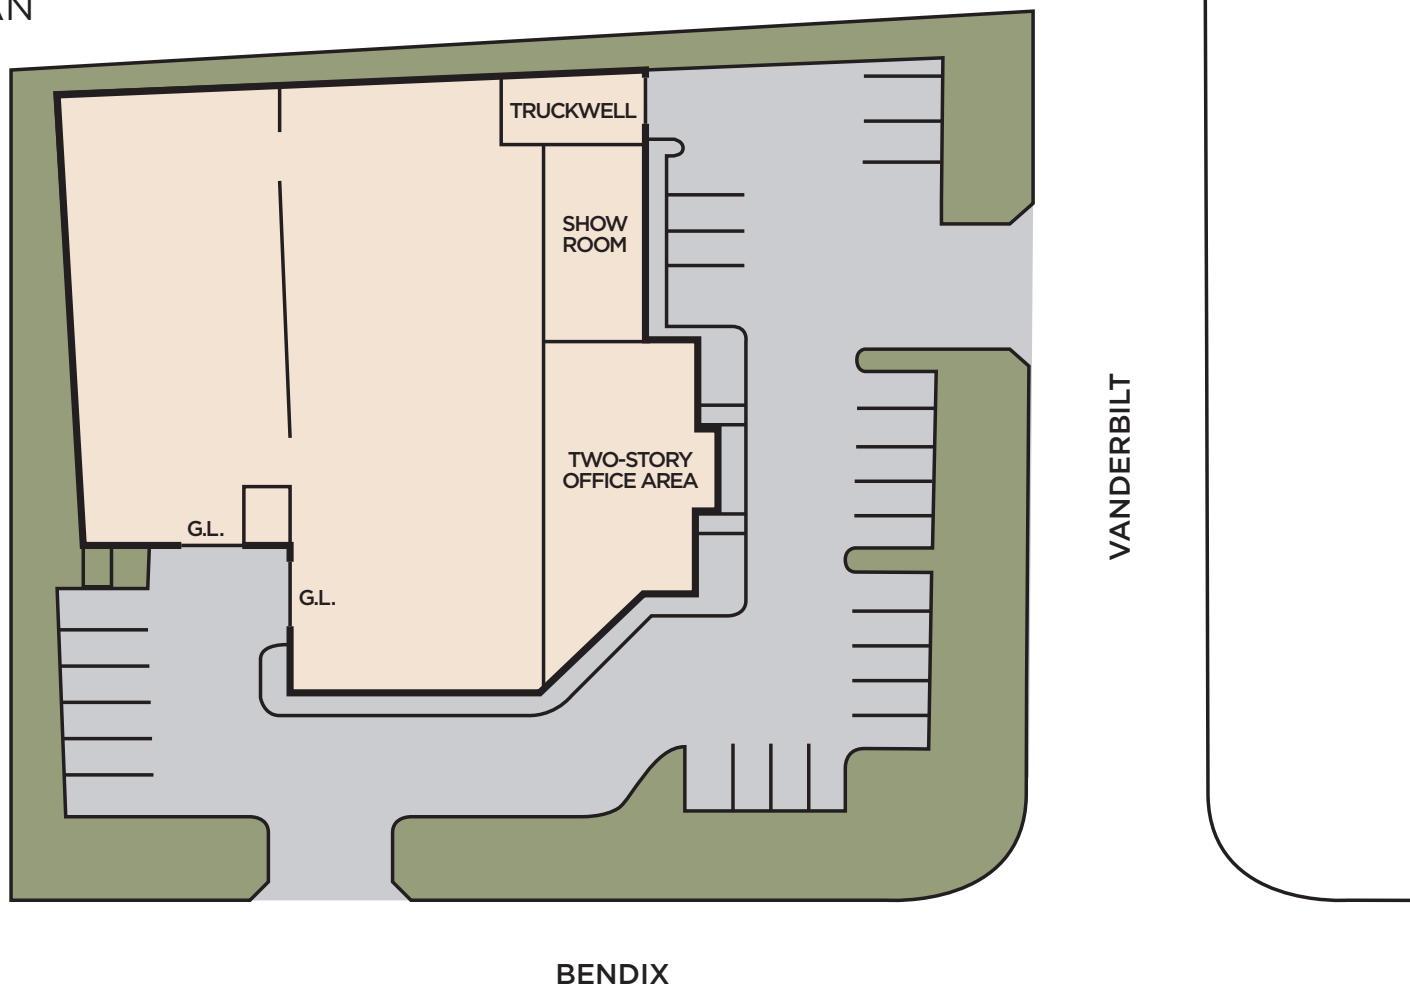 TRUCKWELL
SHOW
ROOM
TWO-STORY
OFFICE AREA
G.L.
G.L.
VANDERBILT
BENDIX